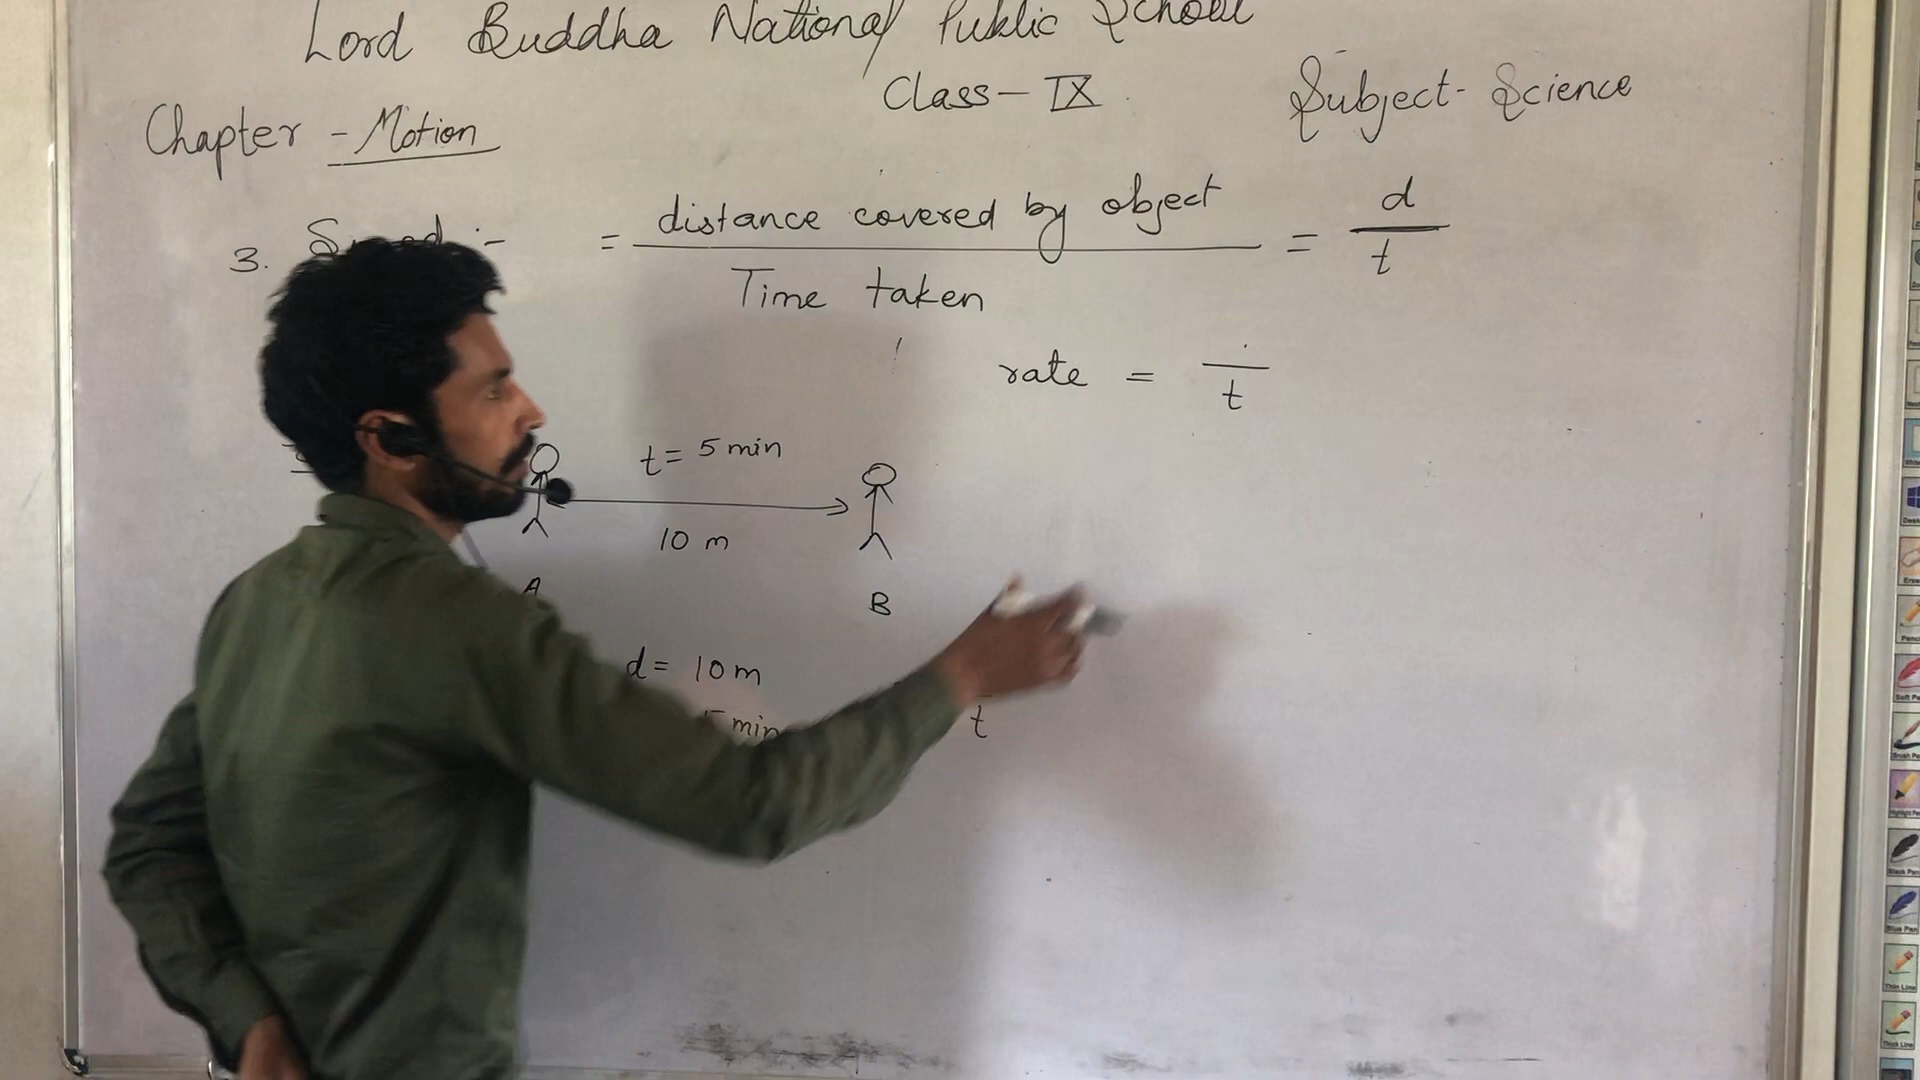 Lord Buddha National Public School
Class - IX
Subject - Science
Chapter - Motion
3. Speed :- = distance covered by object / Time taken = d / t
rate = / t
t = 5 min
10 m
A
B
d = 10 m
5 min
t